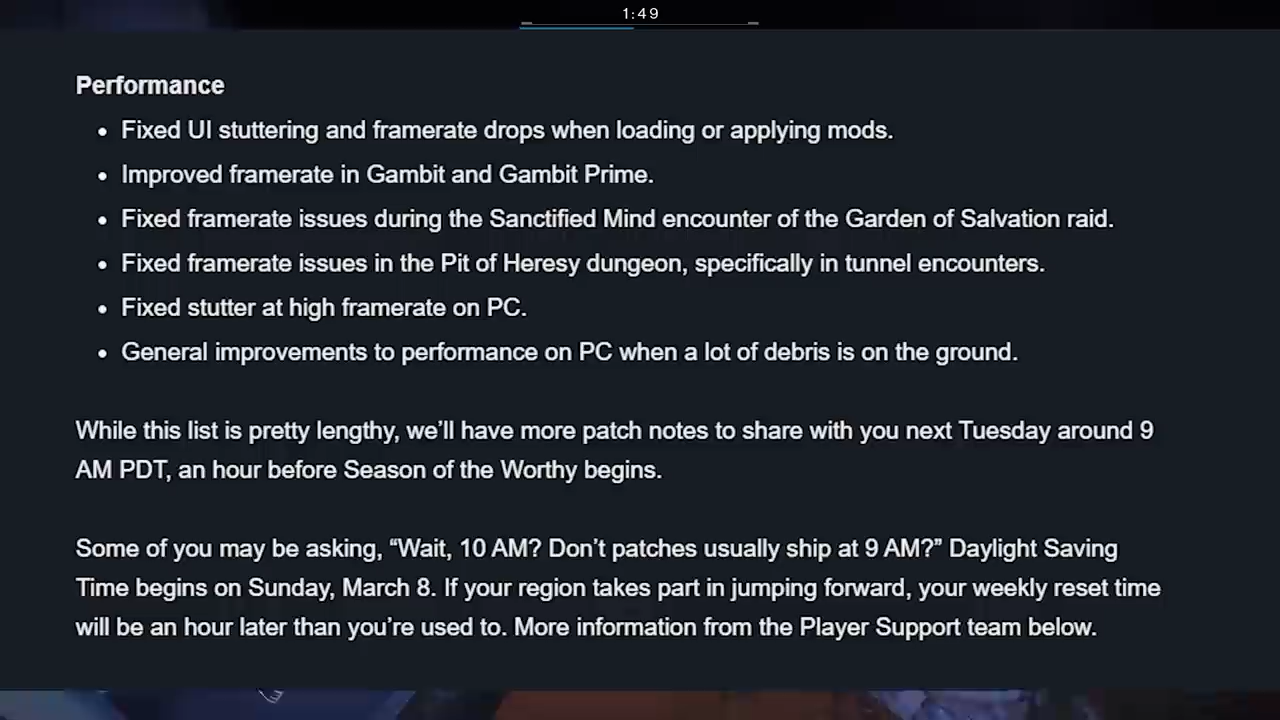 1:49
Performance
• Fixed UI stuttering and framerate drops when loading or applying mods.
• Improved framerate in Gambit and Gambit Prime.
• Fixed framerate issues during the Sanctified Mind encounter of the Garden of Salvation raid.
• Fixed framerate issues in the Pit of Heresy dungeon, specifically in tunnel encounters.
• Fixed stutter at high framerate on PC.
• General improvements to performance on PC when a lot of debris is on the ground.
While this list is pretty lengthy, we’ll have more patch notes to share with you next Tuesday around 9
AM PDT, an hour before Season of the Worthy begins.
Some of you may be asking, “Wait, 10 AM? Don’t patches usually ship at 9 AM?” Daylight Saving
Time begins on Sunday, March 8. If your region takes part in jumping forward, your weekly reset time
will be an hour later than you’re used to. More information from the Player Support team below.